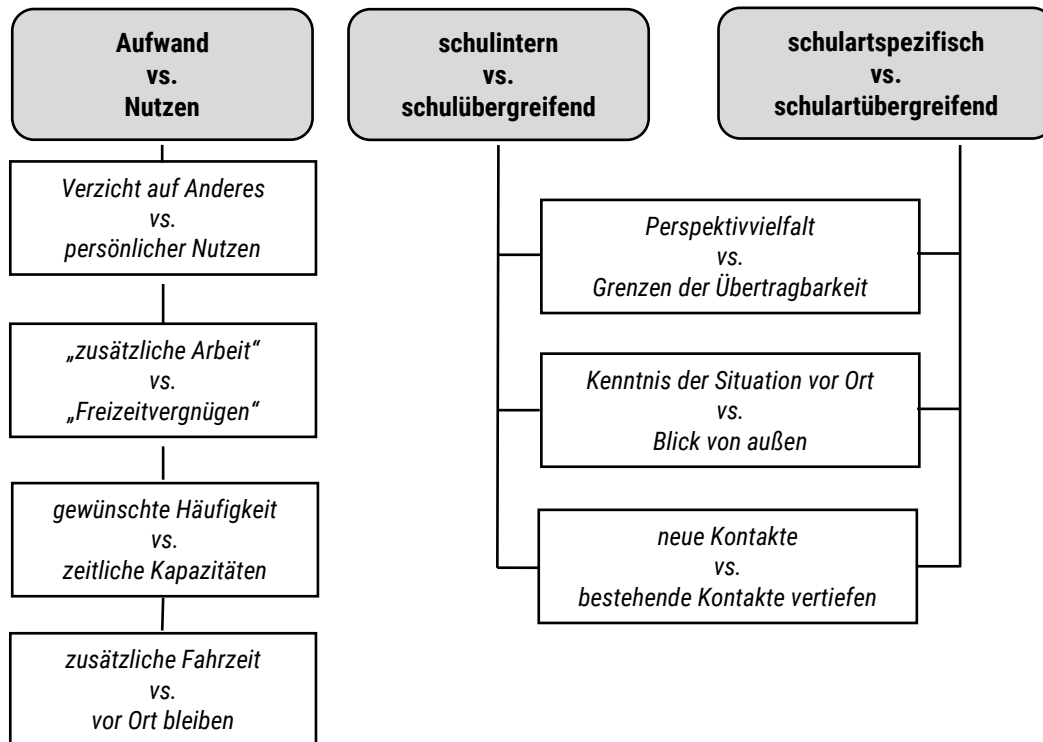 Aufwand
vs.
Nutzen
schulintern
vs.
schulübergreifend
schulartspezifisch
vs.
schulartübergreifend
Verzicht auf Anderes
vs.
persönlicher Nutzen
„zusätzliche Arbeit“
vs.
„Freizeitvergnügen“
gewünschte Häufigkeit
vs.
zeitliche Kapazitäten
zusätzliche Fahrzeit
vs.
vor Ort bleiben
Perspektivvielfalt
vs.
Grenzen der Übertragbarkeit
Kenntnis der Situation vor Ort
vs.
Blick von außen
neue Kontakte
vs.
bestehende Kontakte vertiefen